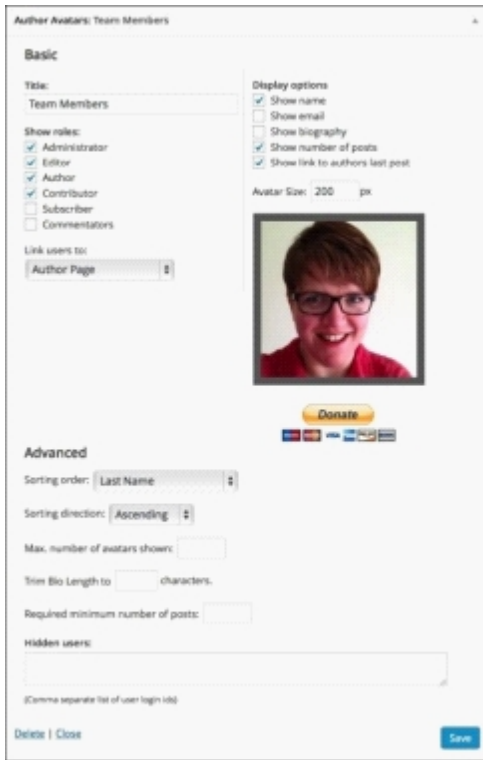 Author Avatars: Team Members
Basic
Title:
Team Members
Show roles:
Administrator
Editor
Author
Contributor
Subscriber
Commentators
Link users to:
Author Page
Display options
Show name
Show email
Show biography
Show number of posts
Show link to authors last post
Avatar Size: 200 px
Donate
Advanced
Sorting order: Last Name
Sorting direction: Ascending
Max. number of avatars shown:
Trim Bio Length to characters.
Required minimum number of posts:
Hidden users:
(Comma separate list of user login ids)
Delete | Close
Save